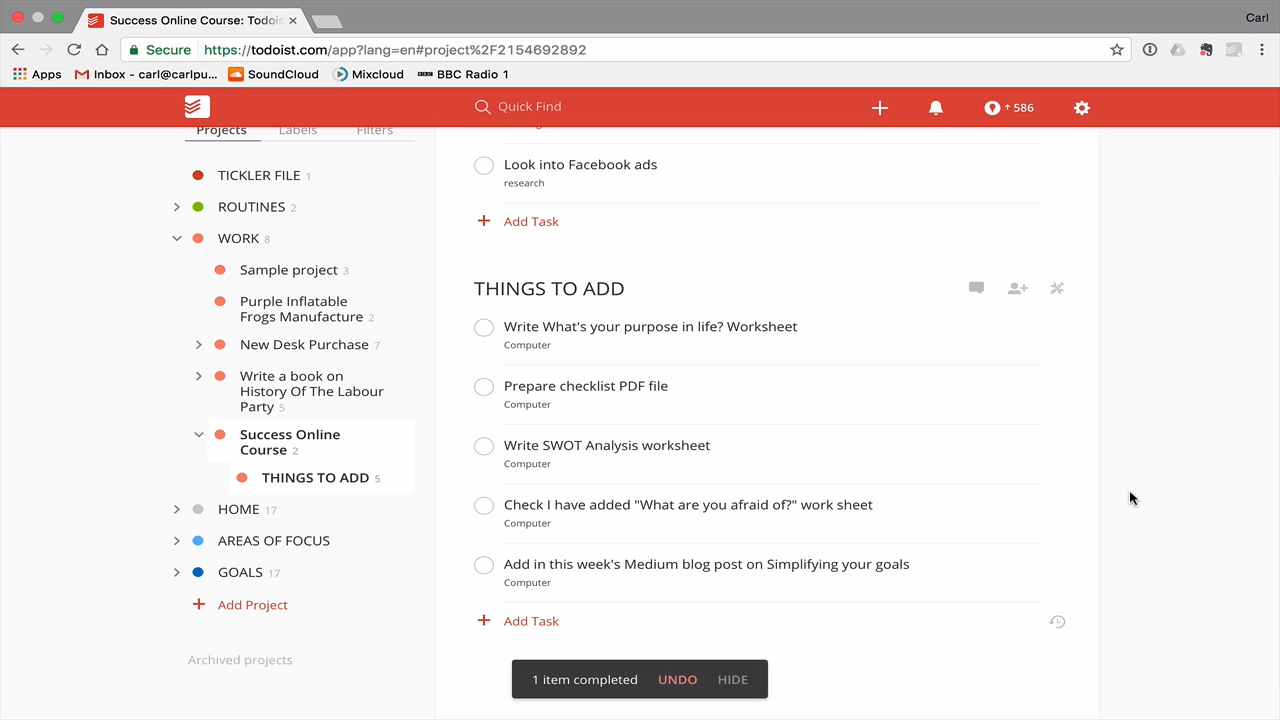 Success Online Course: Todois
Carl
Secure
https://todoist.com/app?lang=en#project%2F2154692892
Apps
Inbox - carl@carlpu...
SoundCloud
Mixcloud
BBC
BBC Radio 1
Quick Find
586
Projects
Labels
Filters
TICKLER FILE 1
ROUTINES 2
WORK 8
Sample project 3
Purple Inflatable
Frogs Manufacture 2
New Desk Purchase 7
Write a book on
History Of The Labour
Party 5
Success Online
Course 2
THINGS TO ADD 5
HOME 17
AREAS OF FOCUS
GOALS 17
+ Add Project
Archived projects
Look into Facebook ads
research
+ Add Task
THINGS TO ADD
Write What's your purpose in life? Worksheet
Computer
Prepare checklist PDF file
Computer
Write SWOT Analysis worksheet
Computer
Check I have added "What are you afraid of?" work sheet
Computer
Add in this week's Medium blog post on Simplifying your goals
Computer
+ Add Task
1 item completed UNDO HIDE